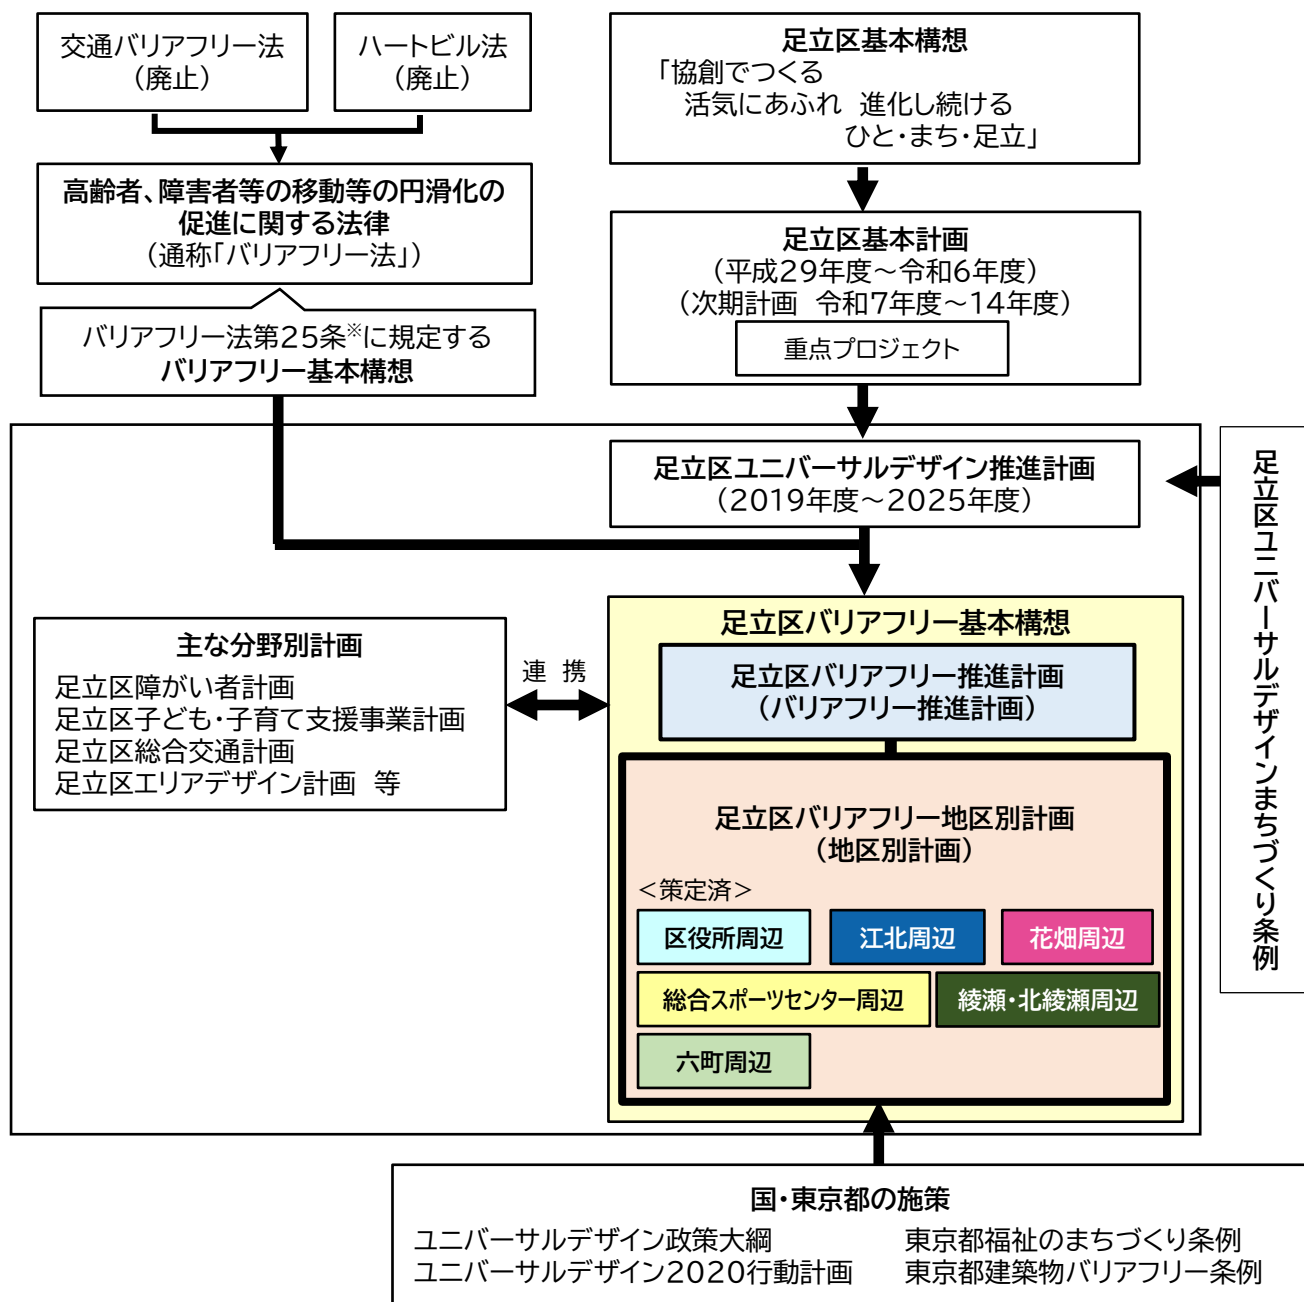 交通バリアフリー法
（廃止）
ハートビル法
（廃止）
高齢者、障害者等の移動等の円滑化の
促進に関する法律
（通称「バリアフリー法」）
バリアフリー法第25条※に規定する
バリアフリー基本構想
足立区基本構想
「協創でつくる
活気にあふれ 進化し続ける
ひと・まち・足立」
足立区基本計画
（平成29年度～令和6年度）
（次期計画 令和7年度～14年度）
重点プロジェクト
足立区ユニバーサルデザイン推進計画
（2019年度～2025年度）
足立区ユニバーサルデザインまちづくり条例
主な分野別計画
足立区障がい者計画
足立区子ども・子育て支援事業計画
足立区総合交通計画
足立区エリアデザイン計画 等
連 携
足立区バリアフリー基本構想
足立区バリアフリー推進計画
（バリアフリー推進計画）
足立区バリアフリー地区別計画
（地区別計画）
＜策定済＞
区役所周辺
江北周辺
花畑周辺
総合スポーツセンター周辺
綾瀬・北綾瀬周辺
六町周辺
国・東京都の施策
ユニバーサルデザイン政策大綱
東京都福祉のまちづくり条例
ユニバーサルデザイン2020行動計画
東京都建築物バリアフリー条例